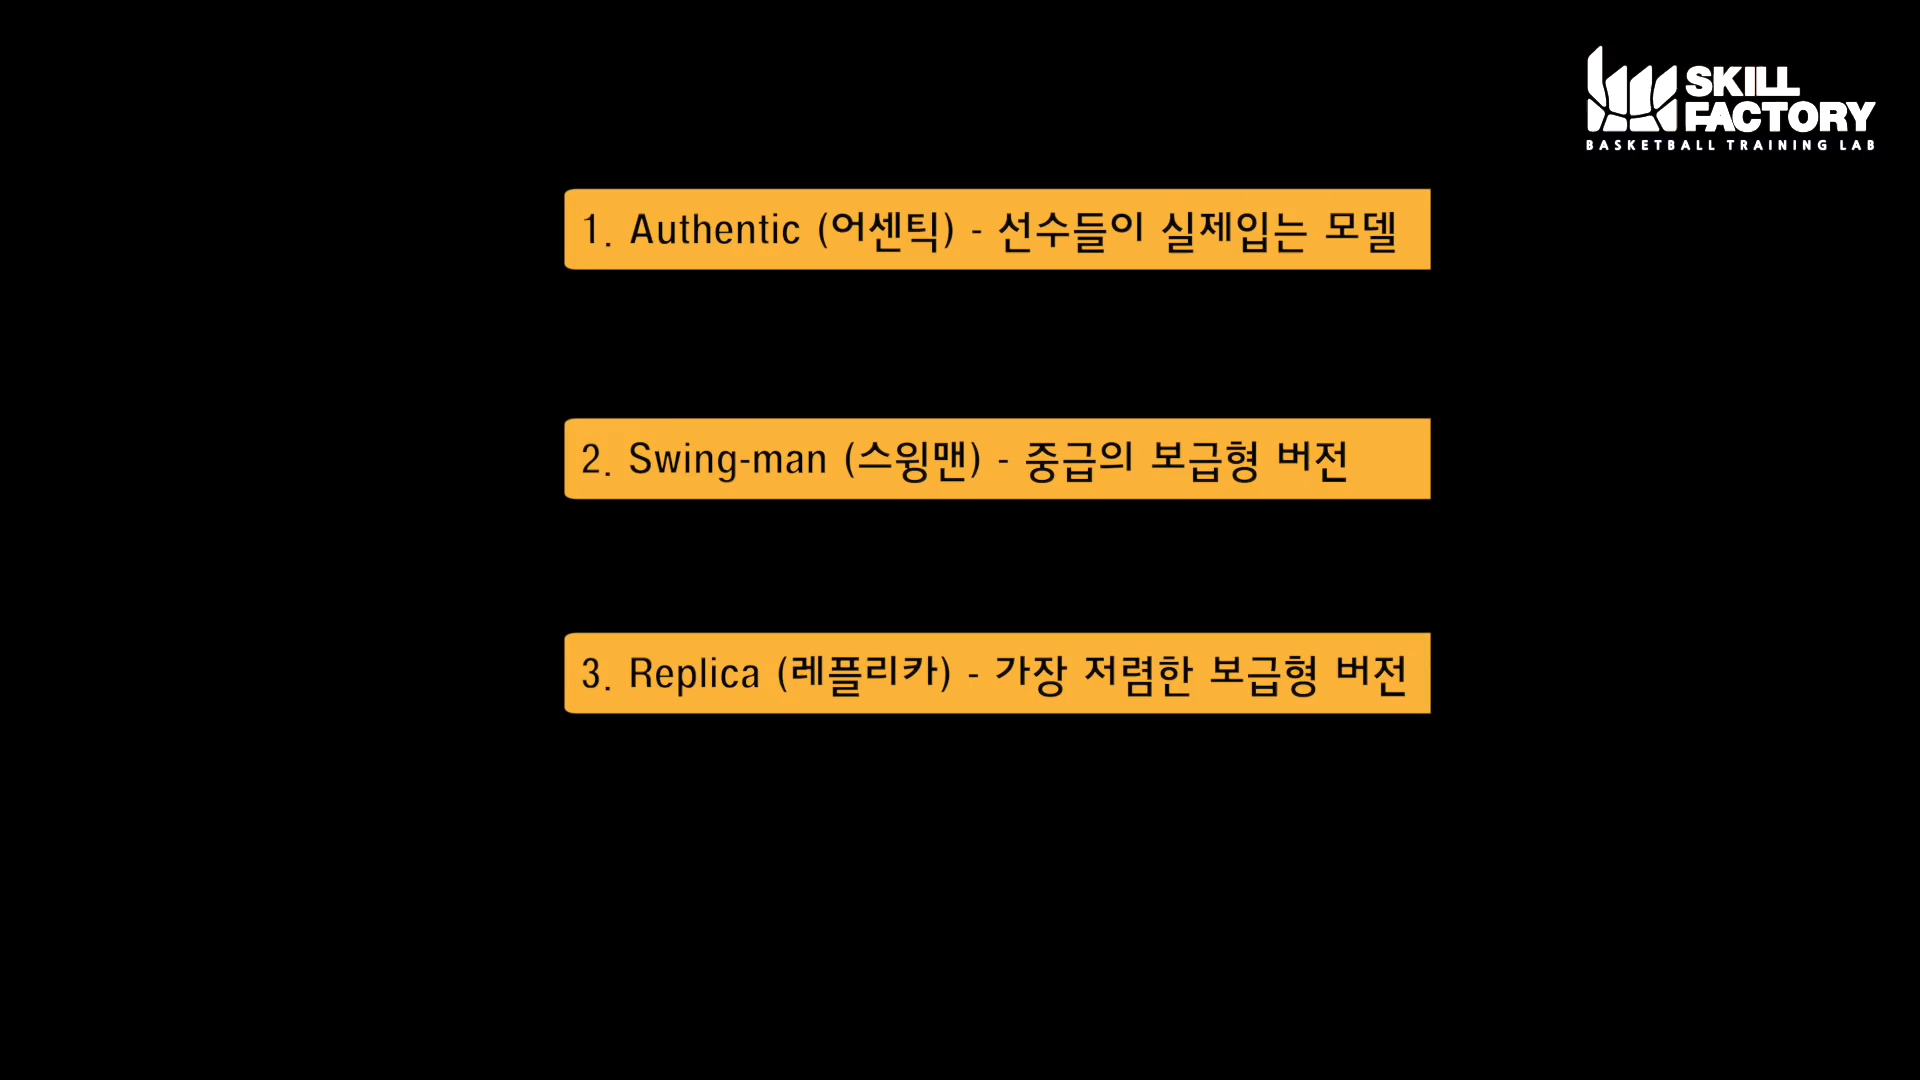 SKILL
FACTORY
BASKETBALL TRAINING LAB
1. Authentic (어센틱) - 선수들이 실제입는 모델
2. Swing-man (스윙맨) - 중급의 보급형 버전
3. Replica (레플리카) - 가장 저렴한 보급형 버전